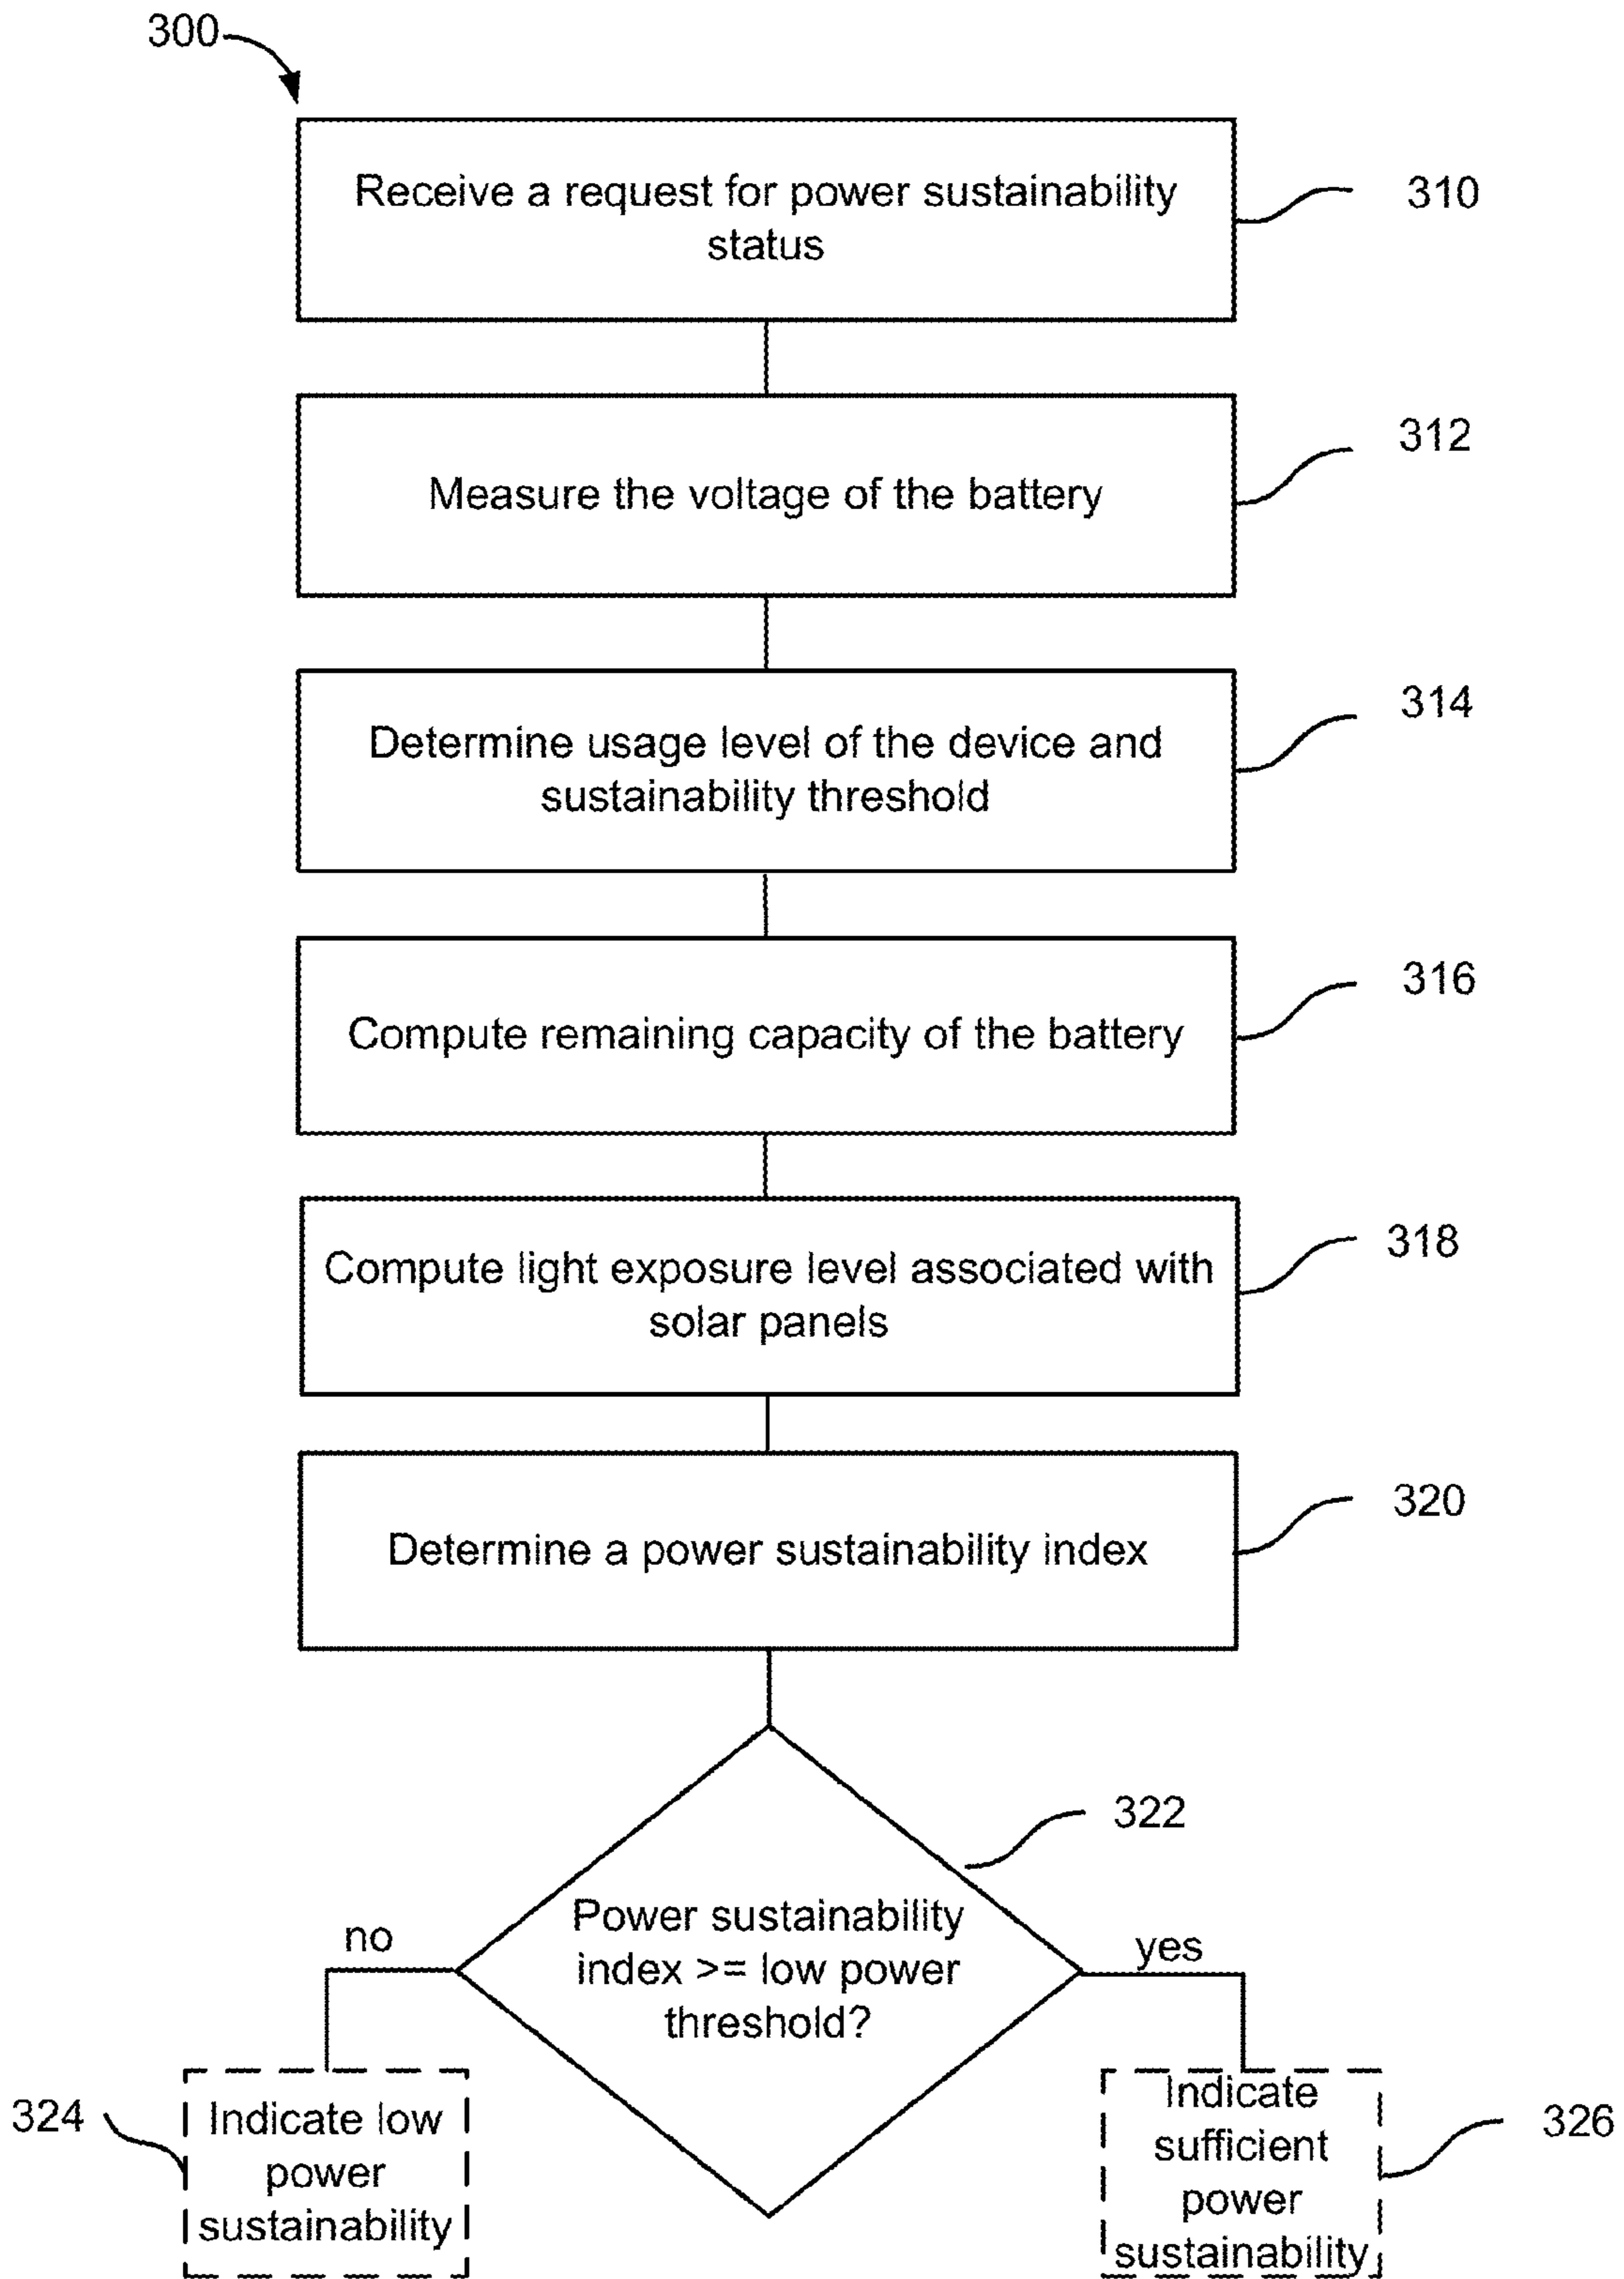 300
Receive a request for power sustainability
status
310
Measure the voltage of the battery
312
Determine usage level of the device and
sustainability threshold
314
Compute remaining capacity of the battery
316
Compute light exposure level associated with
solar panels
318
Determine a power sustainability index
320
322
Power sustainability
index >= low power
threshold?
no
yes
324
Indicate low
power
sustainability
Indicate
sufficient
power
sustainability
326